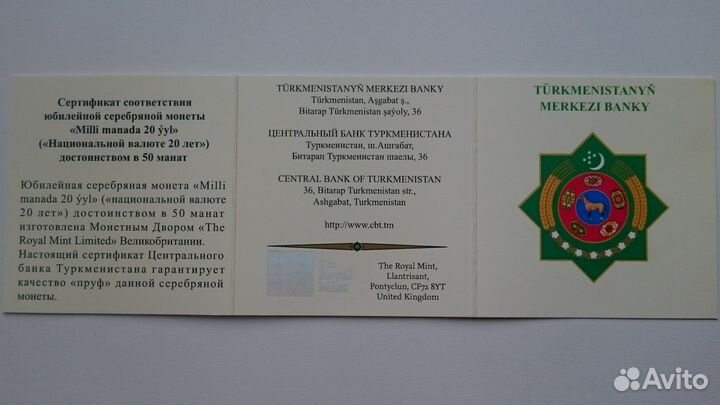 Сертификат соответствия
юбилейной серебряной монеты
«Milli manada 20 ýyl»
(«Национальной валюте 20 лет»)
достоинством в 50 манат
Юбилейная серебряная монета «Milli
manada 20 ýyl» («национальной валюте
20 лет») достоинством в 50 манат
изготовлена Монетным Двором «The
Royal Mint Limited» Великобритании.
Настоящий сертификат Центрального
банка Туркменистана гарантирует
качество «пруф» данной серебряной
монеты.
TÜRKMENISTANYŇ MERKEZI BANKY
Türkmenistan, Aşgabat ş.,
Bitarap Türkmenistan şaýoly, 36
ЦЕНТРАЛЬНЫЙ БАНК ТУРКМЕНИСТАНА
Туркменистан, ш.Ашгабат,
Битарап Туркменистан шаелы, 36
CENTRAL BANK OF TURKMENISTAN
36, Bitarap Turkmenistan str.,
Ashgabat, Turkmenistan
http://www.cbt.tm
The
Royal
Mint
The Royal Mint,
Llantrisant,
Pontyclun, CF72 8YT
United Kingdom
TÜRKMENISTANYŇ
MERKEZI BANKY
Avito